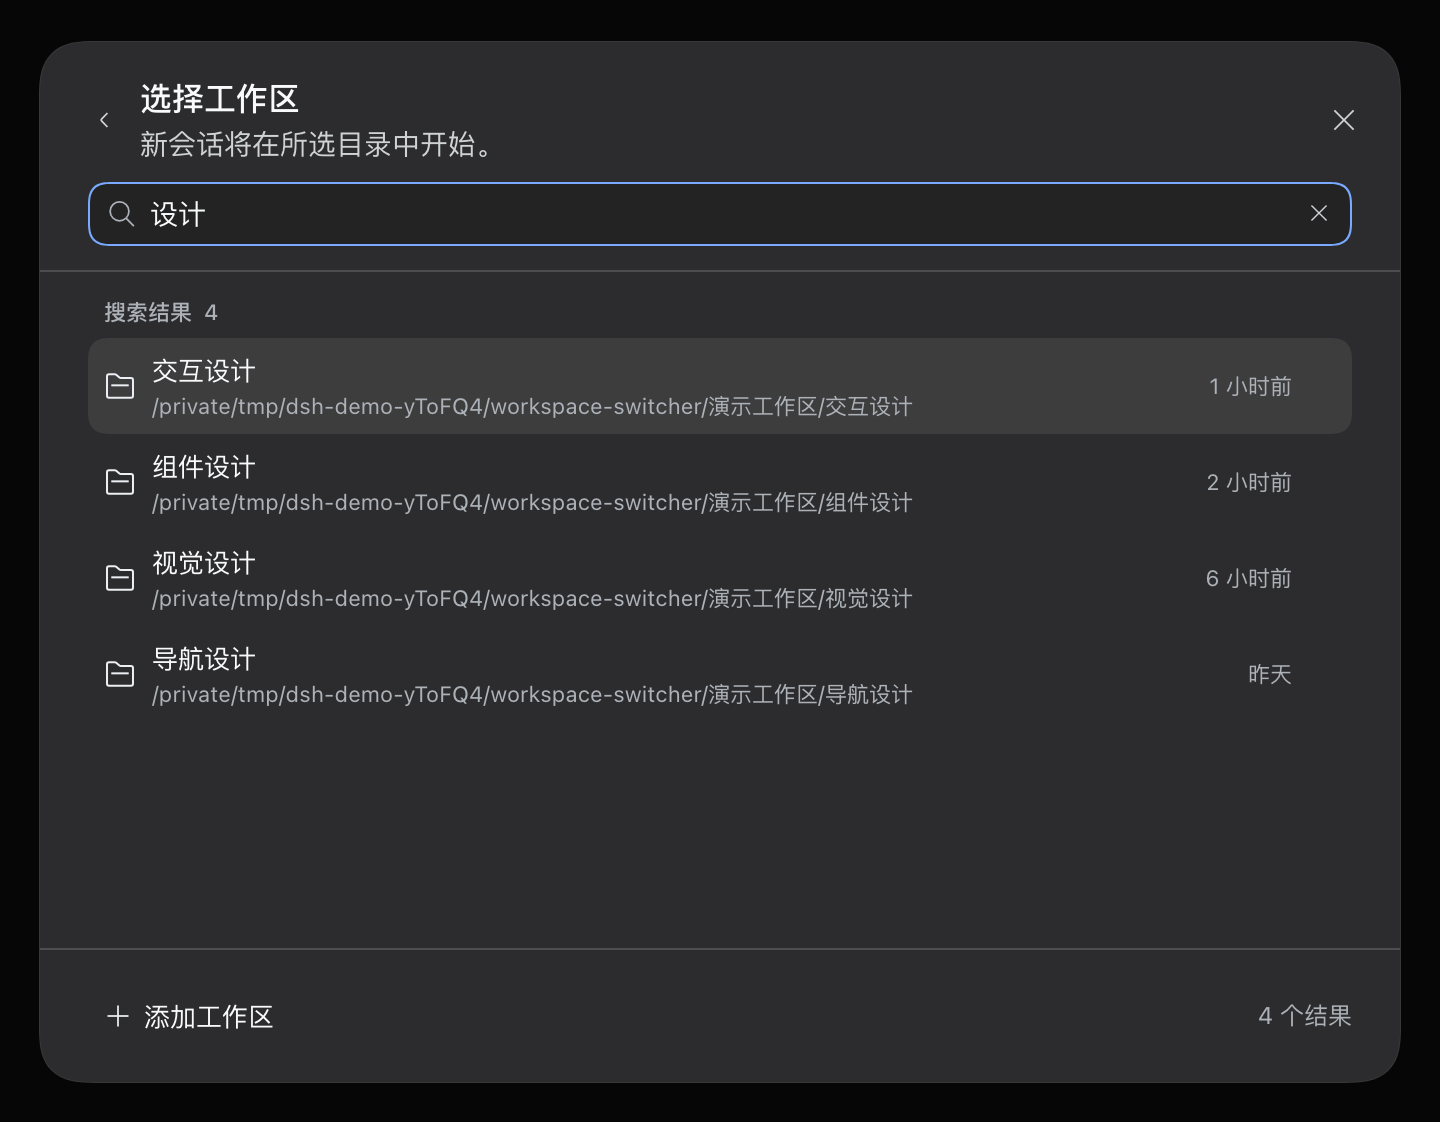 选择工作区
新会话将在所选目录中开始。
设计
搜索结果 4
交互设计
/private/tmp/dsh-demo-yToFQ4/workspace-switcher/演示工作区/交互设计
1 小时前
组件设计
/private/tmp/dsh-demo-yToFQ4/workspace-switcher/演示工作区/组件设计
2 小时前
视觉设计
/private/tmp/dsh-demo-yToFQ4/workspace-switcher/演示工作区/视觉设计
6 小时前
导航设计
/private/tmp/dsh-demo-yToFQ4/workspace-switcher/演示工作区/导航设计
昨天
添加工作区
4 个结果